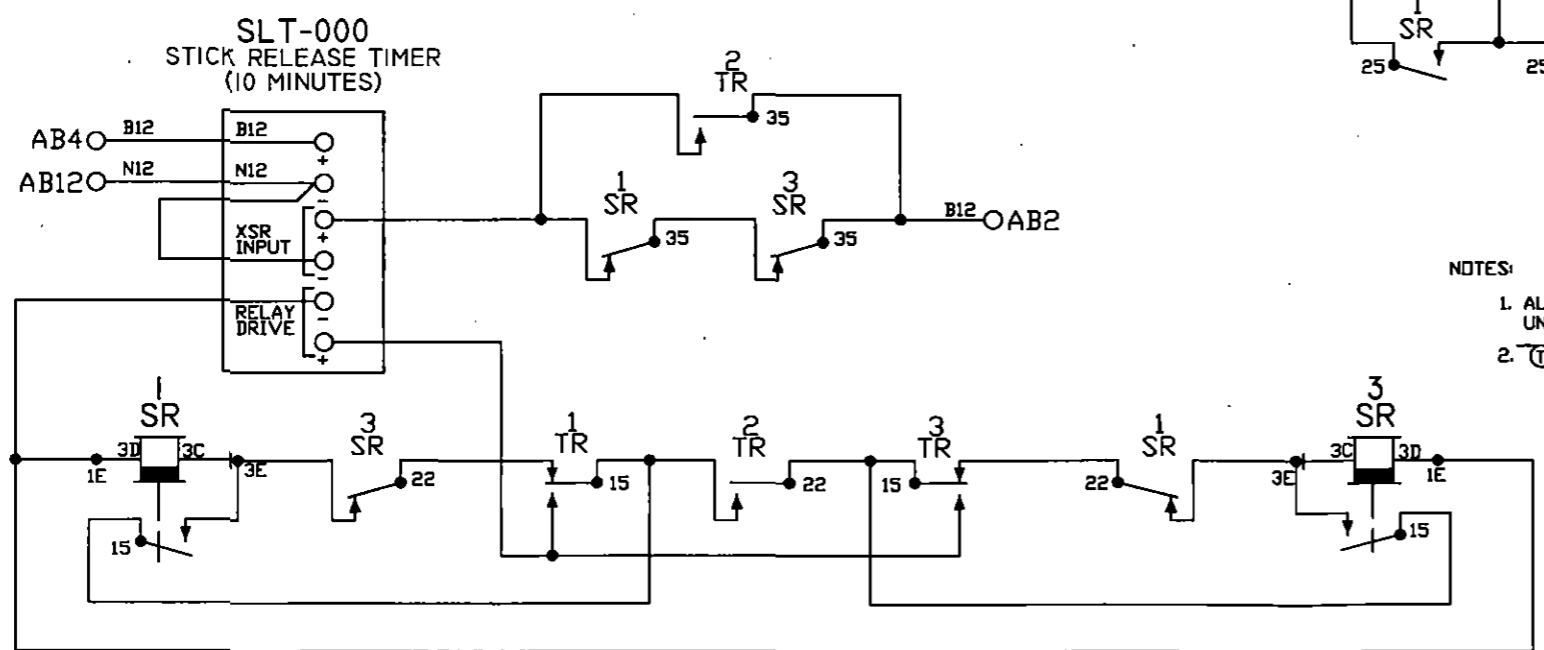 SLT-000
STICK RELEASE TIMER
(10 MINUTES)
1
SR
25
25
2
TR
35
AB4 B12 B12
+
AB12 N12 N12
-
XSR
INPUT
+
-
RELAY
DRIVE
-
+
1
SR
35
3
SR
35
B12 AB2
NOTES:
1. AL
UN
2. T
1
SR
3D 3C
1E 3E
15
3
SR
22
1
TR
15
2
TR
22
3
TR
15
1
SR
22
3
SR
3C 3D
3E 1E
15